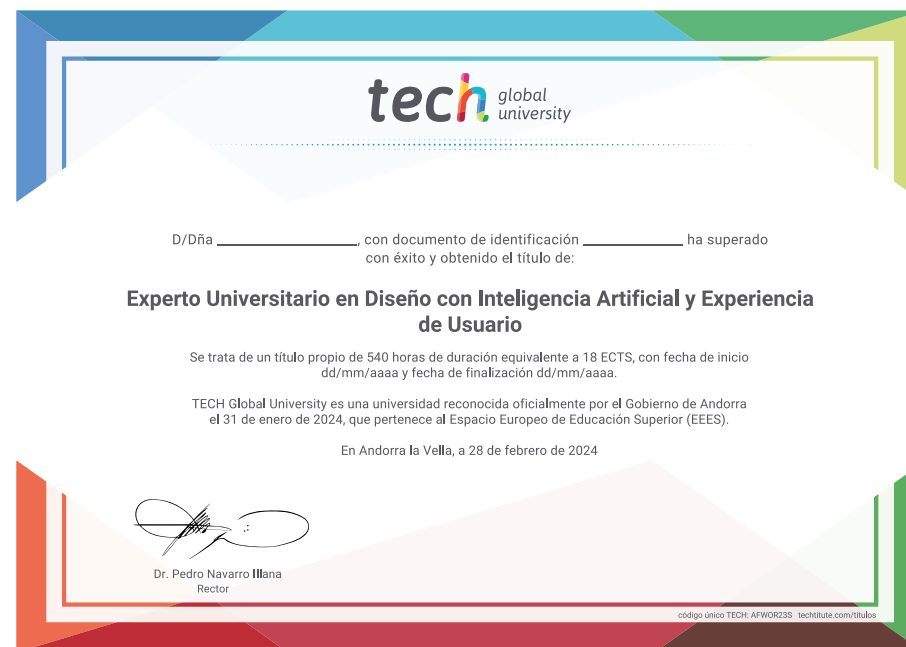 tech global university
D/Dña ____________________, con documento de identificación ______________ ha superado
con éxito y obtenido el título de:
Experto Universitario en Diseño con Inteligencia Artificial y Experiencia
de Usuario
Se trata de un título propio de 540 horas de duración equivalente a 18 ECTS, con fecha de inicio
dd/mm/aaaa y fecha de finalización dd/mm/aaaa.
TECH Global University es una universidad reconocida oficialmente por el Gobierno de Andorra
el 31 de enero de 2024, que pertenece al Espacio Europeo de Educación Superior (EEES).
En Andorra la Vella, a 28 de febrero de 2024
Dr. Pedro Navarro Illana
Rector
código único TECH: AFWOR23S techtitute.com/titulos